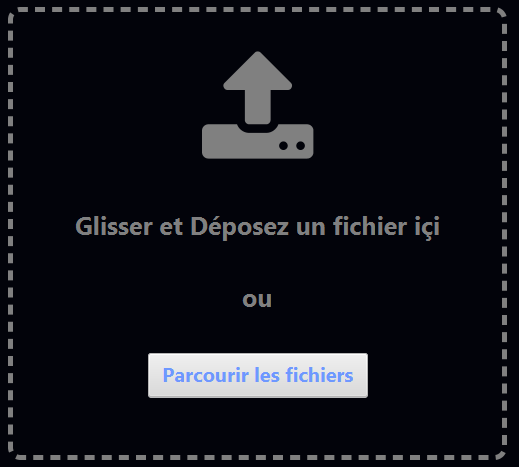 Glisser et Déposez un fichier içi
ou
Parcourir les fichiers